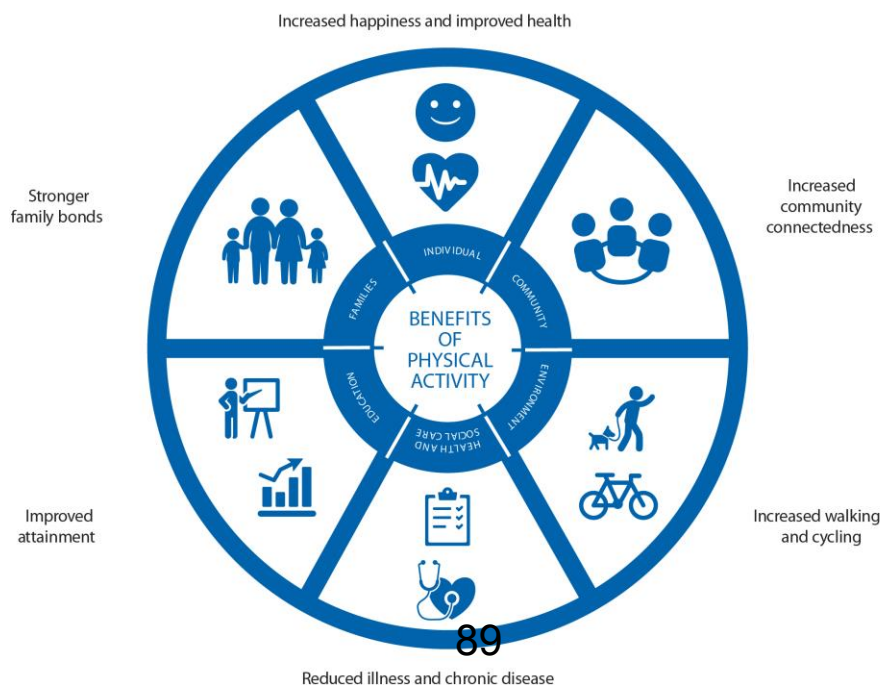 Increased happiness and improved health
Stronger
family bonds
Increased
community
connectedness
INDIVIDUAL
FAMILIES
COMMUNITY
BENEFITS
OF
PHYSICAL
ACTIVITY
EDUCATION
ENVIRONMENT
HEALTH AND
SOCIAL CARE
Improved
attainment
Increased walking
and cycling
89
Reduced illness and chronic disease